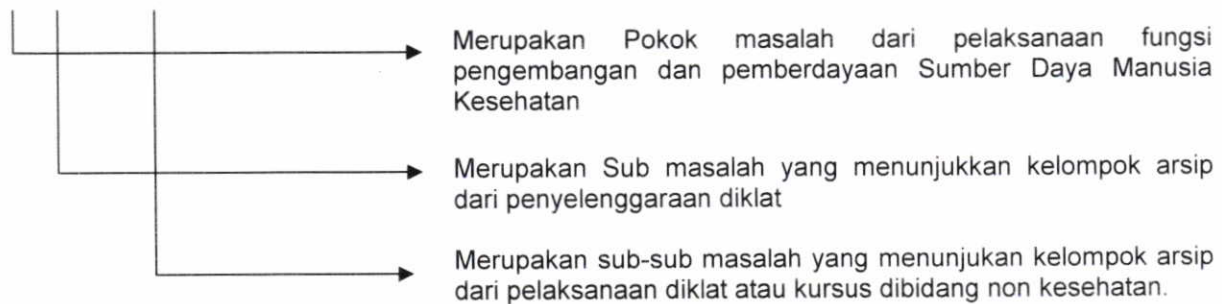 Merupakan Pokok masalah dari pelaksanaan fungsi
pengembangan dan pemberdayaan Sumber Daya Manusia
Kesehatan
Merupakan Sub masalah yang menunjukkan kelompok arsip
dari penyelenggaraan diklat
Merupakan sub-sub masalah yang menunjukan kelompok arsip
dari pelaksanaan diklat atau kursus dibidang non kesehatan.